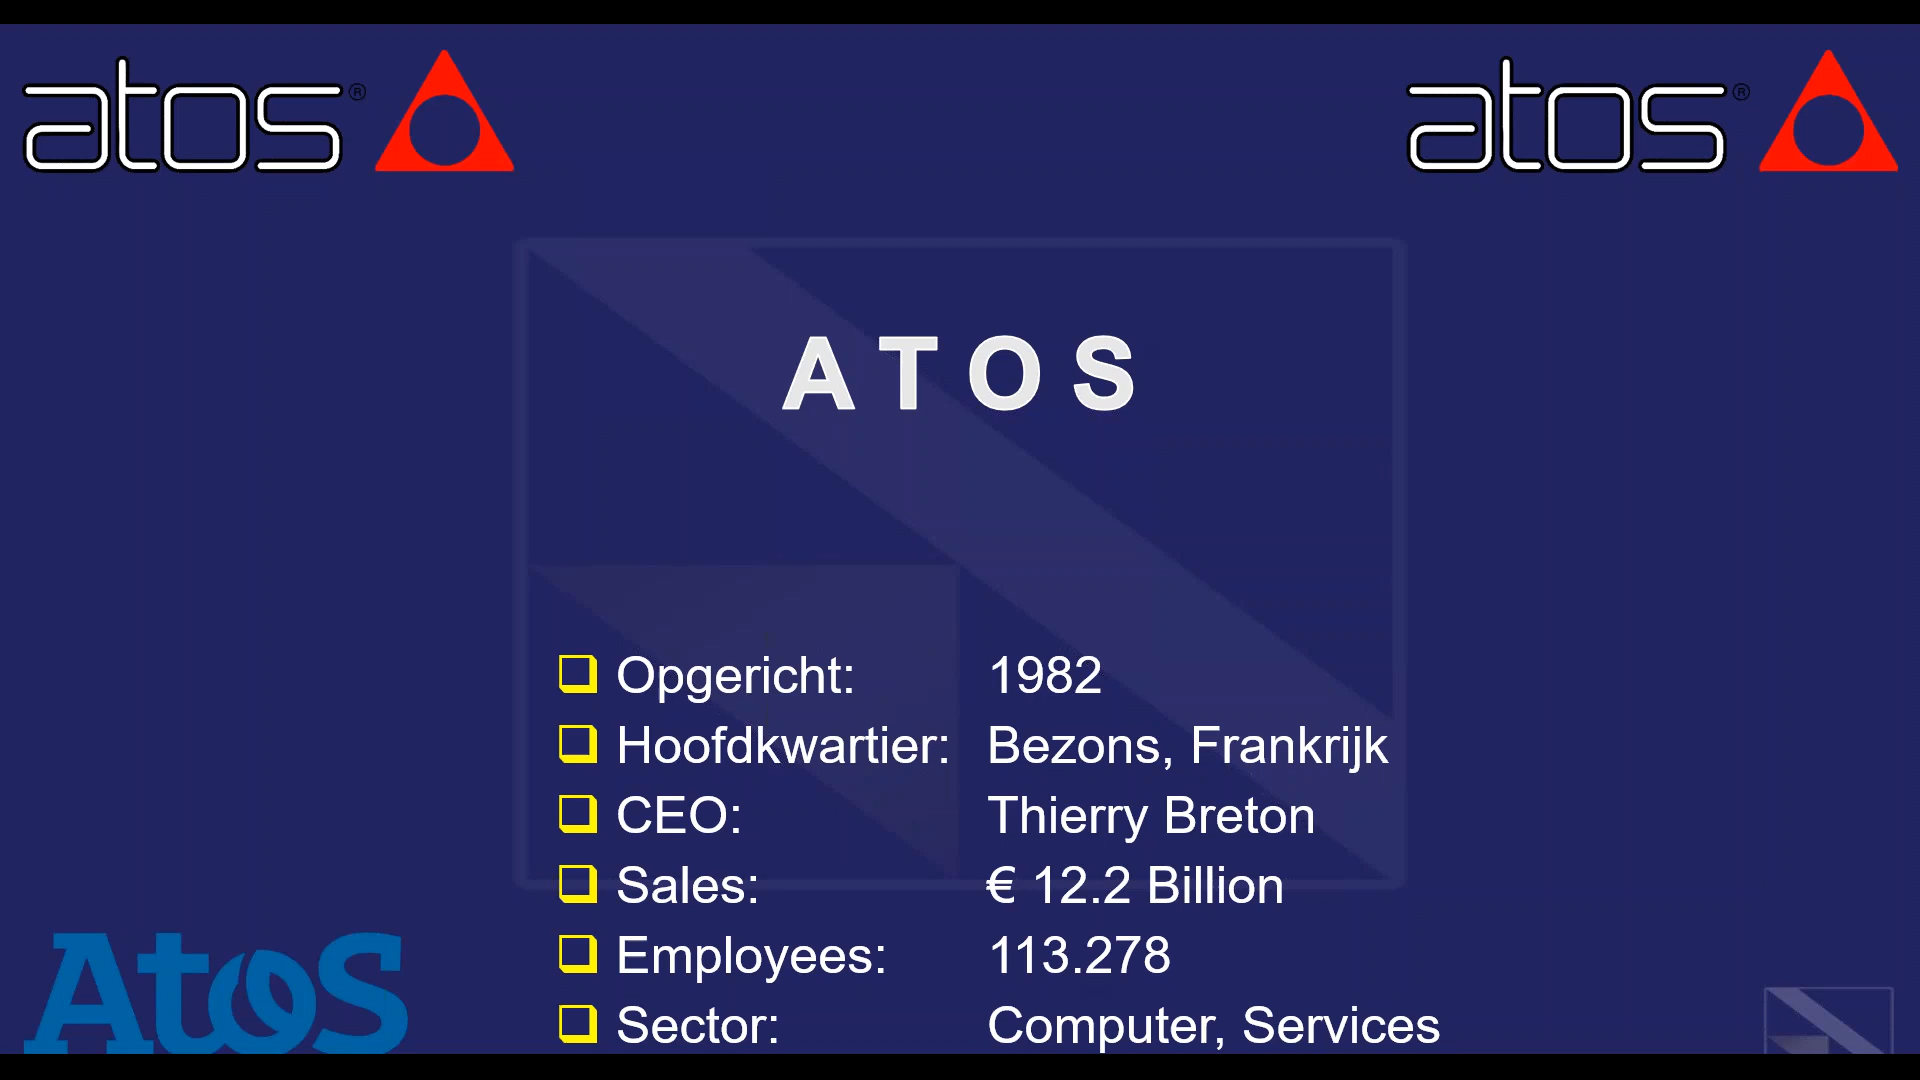 atos® atos®
A T O S
Opgericht: 1982
Hoofdkwartier: Bezons, Frankrijk
CEO: Thierry Breton
Sales: € 12.2 Billion
Employees: 113.278
Sector: Computer, Services
Atos